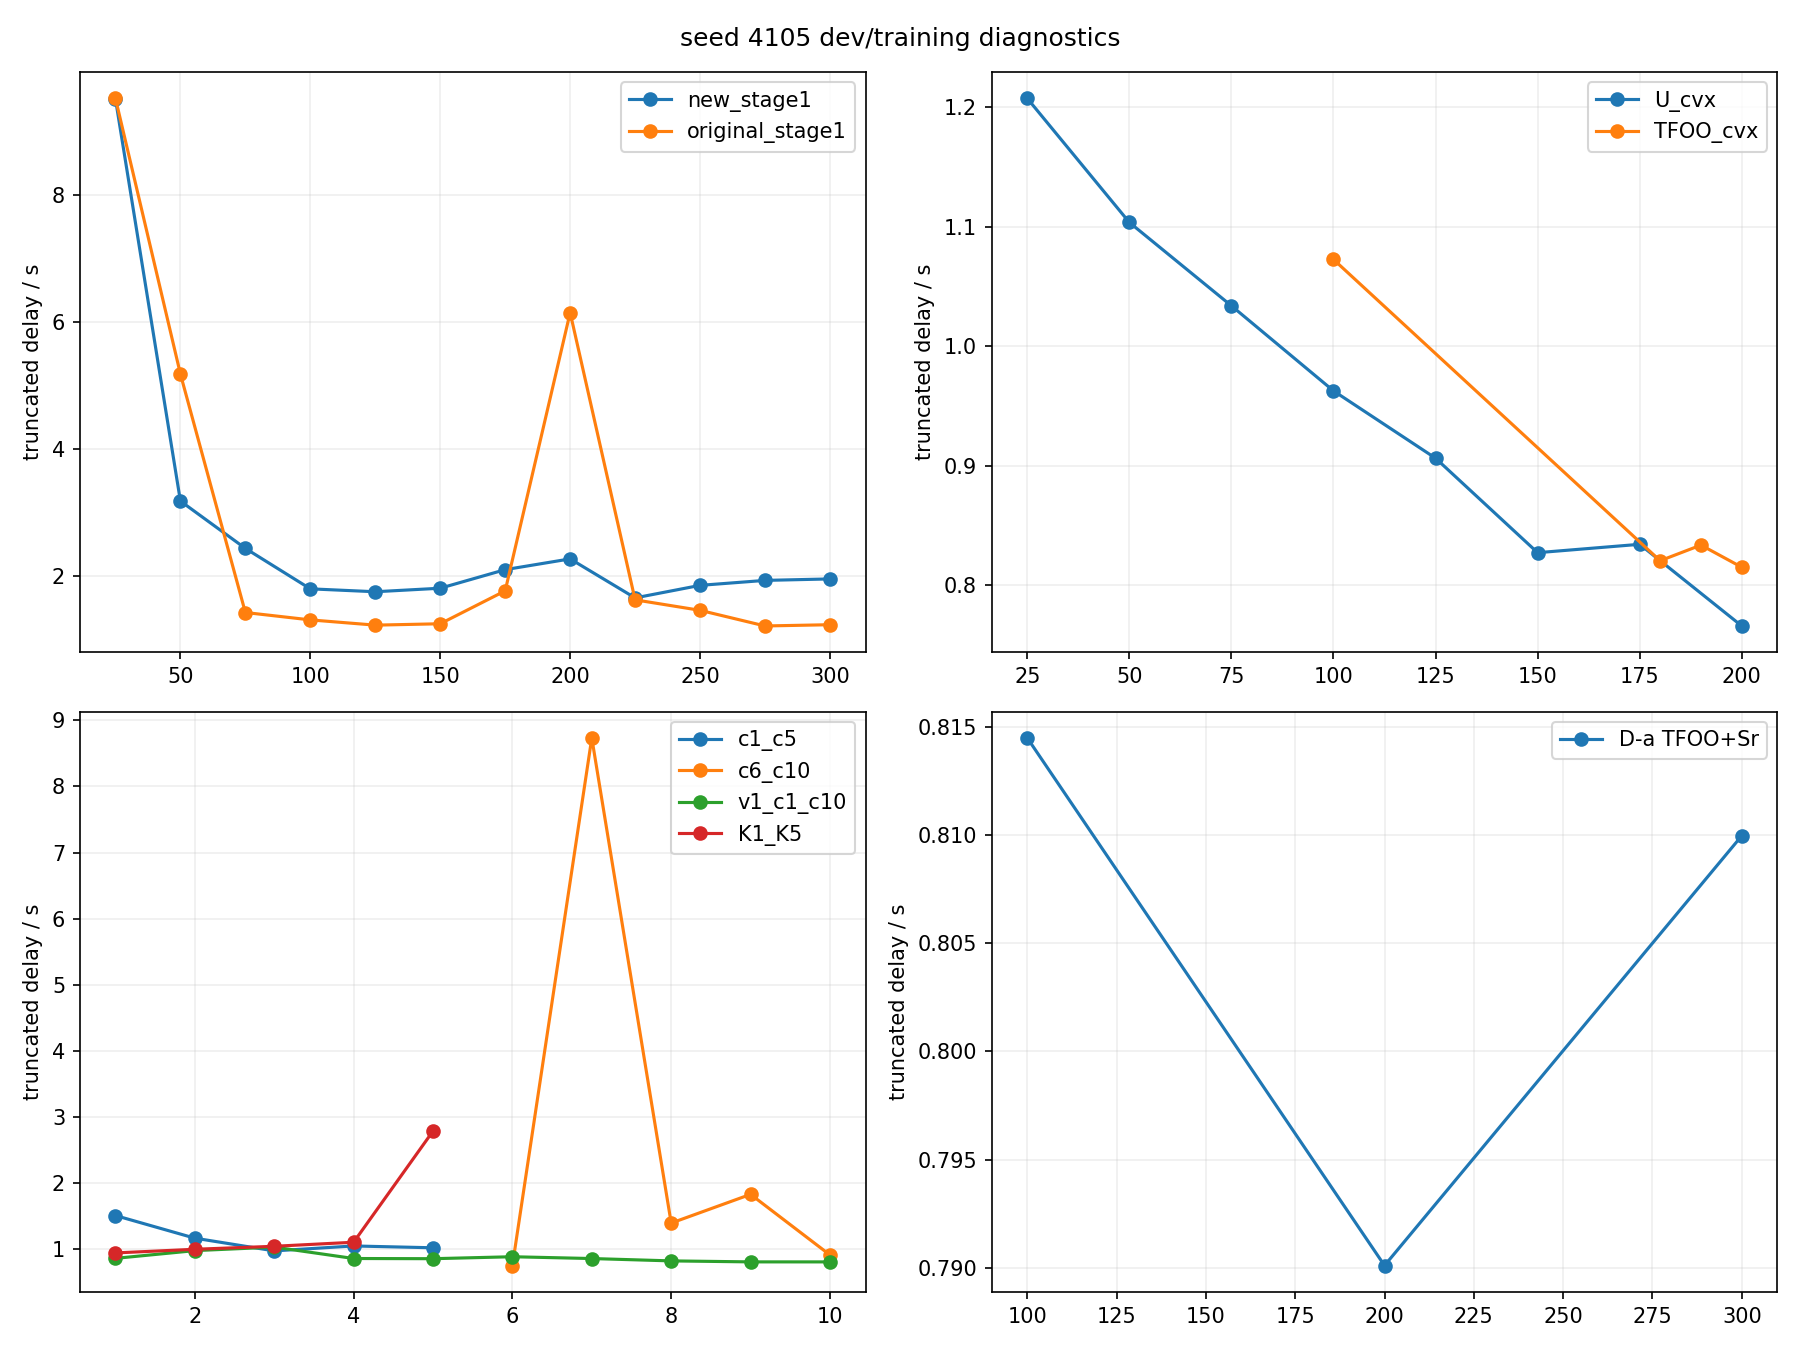 seed 4105 dev/training diagnostics
new_stage1
original_stage1
truncated delay / s
8
6
4
2
50 100 150 200 250 300
U_cvx
TFOO_cvx
truncated delay / s
1.2
1.1
1.0
0.9
0.8
25 50 75 100 125 150 175 200
c1_c5
c6_c10
v1_c1_c10
K1_K5
truncated delay / s
9
8
7
6
5
4
3
2
1
2 4 6 8 10
D-a TFOO+Sr
truncated delay / s
0.815
0.810
0.805
0.800
0.795
0.790
100 125 150 175 200 225 250 275 300